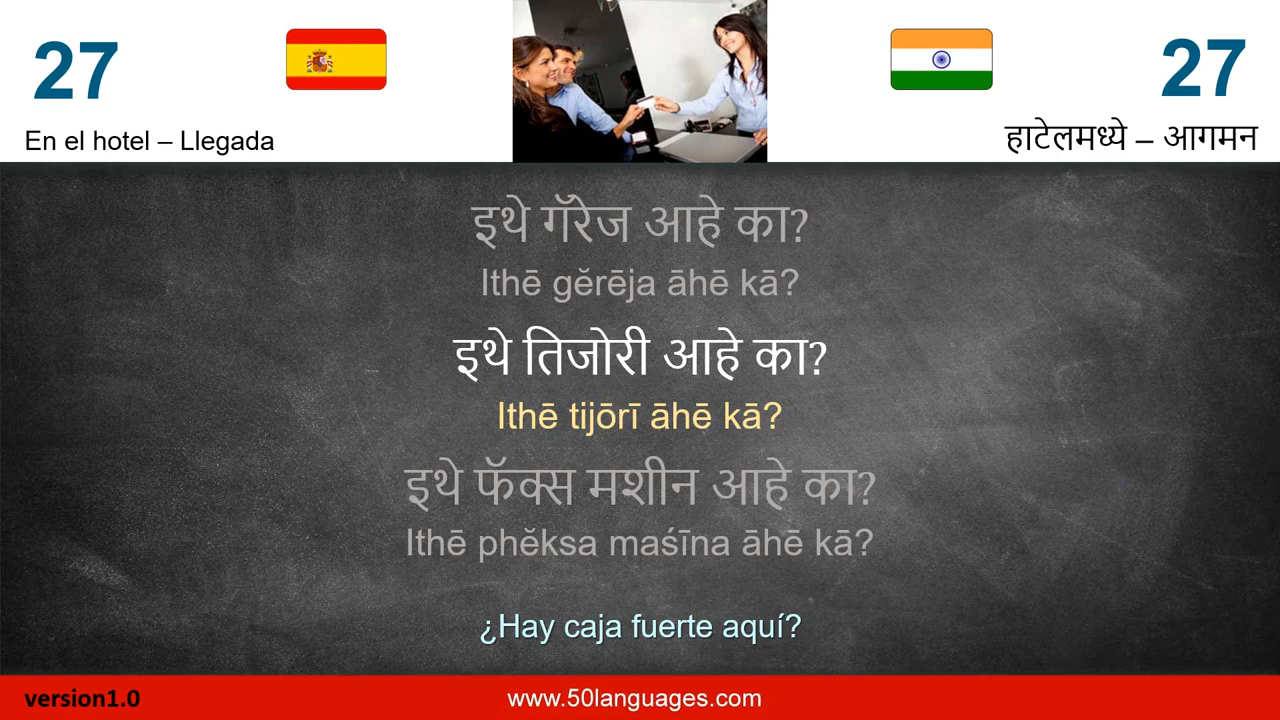 27
27
En el hotel – Llegada
हाटेलमध्ये – आगमन
इथे गॅरेज आहे का?
Ithē gĕrēja āhē kā?
इथे तिजोरी आहे का?
Ithē tijōrī āhē kā?
इथे फॅक्स मशीन आहे का?
Ithē phĕksa maśīna āhē kā?
¿Hay caja fuerte aquí?
version1.0
www.50languages.com